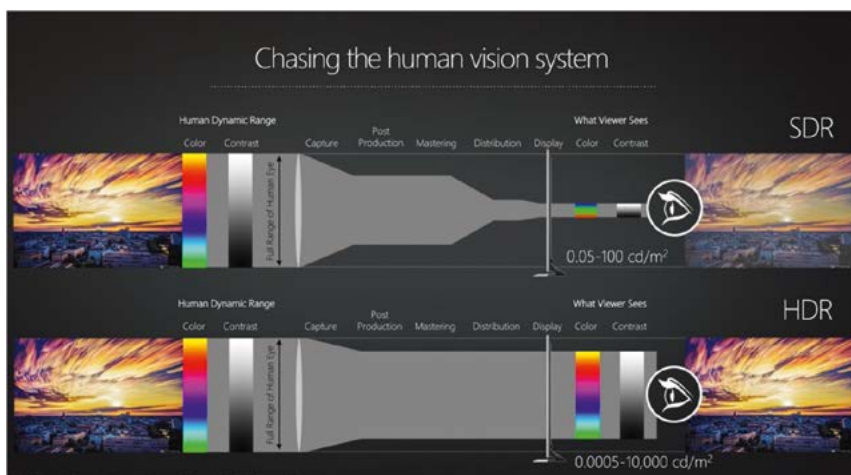 Chasing the human vision system
Human Dynamic Range
What Viewer Sees
SDR
Color
Contrast
Capture
Post
Production
Mastering
Distribution
Display
Color
Contrast
Full Range of Human Eye
0.05-100 cd/m²
Human Dynamic Range
What Viewer Sees
HDR
Color
Contrast
Capture
Post
Production
Mastering
Distribution
Display
Color
Contrast
Full Range of Human Eye
0.0005-10,000 cd/m²